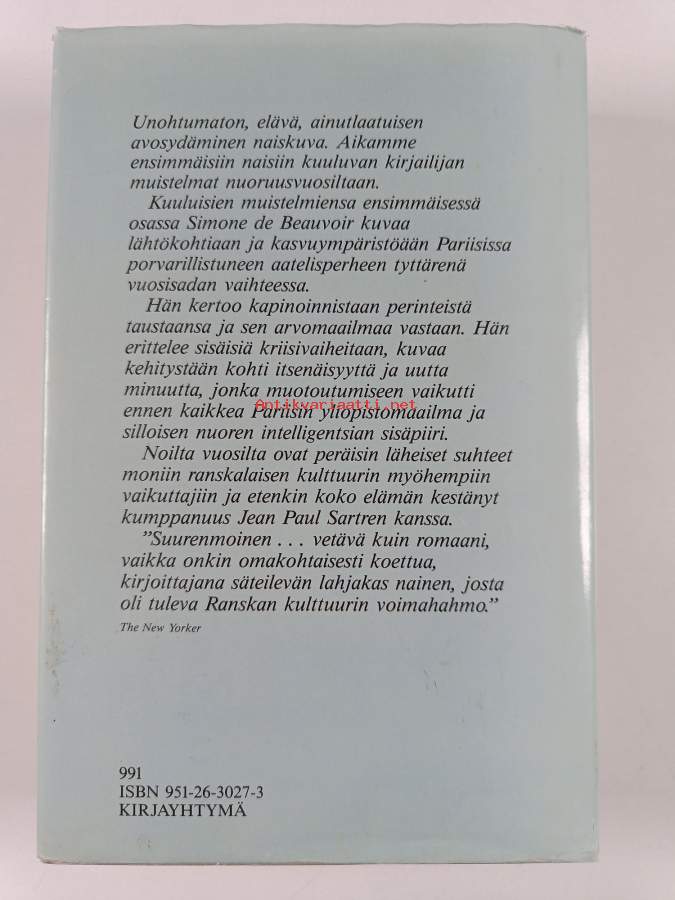 Unohtumaton, elävä, ainutlaatuisen
avosydäminen naiskuva. Aikamme
ensimmäisiin naisiin kuuluvan kirjailijan
muistelmat nuoruusvuosiltaan.
Kuuluisien muistelmiensa ensimmäisessä
osassa Simone de Beauvoir kuvaa
lähtökohtiaan ja kasvuympäristöään Pariisissa
porvarillistuneen aatelisperheen tyttärenä
vuosisadan vaihteessa.
Hän kertoo kapinoinnistaan perinteistä
taustaansa ja sen arvomaailmaa vastaan. Hän
erittelee sisäisiä kriisivaiheitaan, kuvaa
kehitystään kohti itsenäisyyttä ja uutta
minuutta, jonka muotoutumiseen vaikutti
Antikvariaatti.net
ennen kaikkea Pariisin yliopistomaailma ja
silloisen nuoren intelligentsian sisäpiiri.
Noilta vuosilta ovat peräisin läheiset suhteet
moniin ranskalaisen kulttuurin myöhempiin
vaikuttajiin ja etenkin koko elämän kestänyt
kumppanuus Jean Paul Sartren kanssa.
”Suurenmoinen . . . vetävä kuin romaani,
vaikka onkin omakohtaisesti koettua,
kirjoittajana säteilevän lahjakas nainen, josta
oli tuleva Ranskan kulttuurin voimahahmo.”
The New Yorker
991
ISBN 951-26-3027-3
KIRJAYHTYMÄ